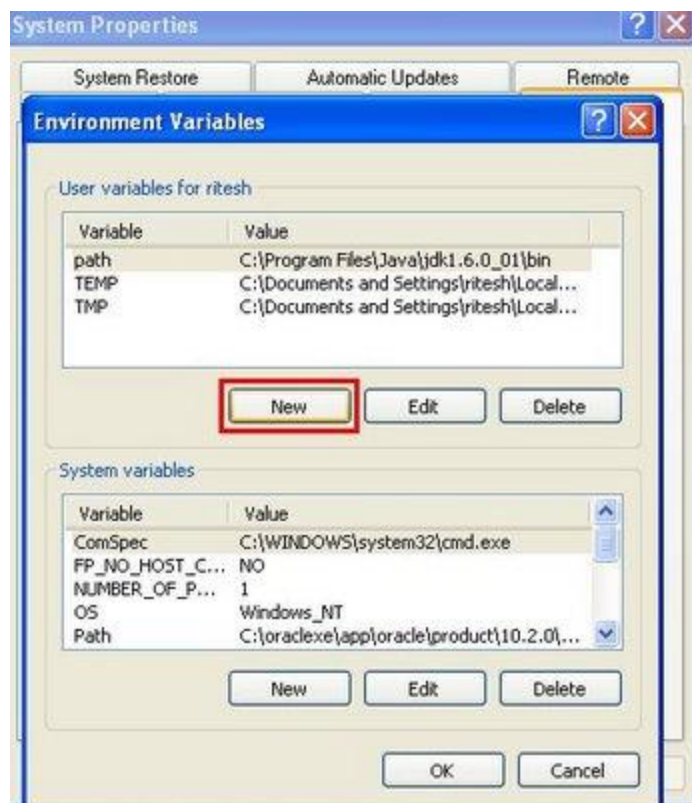 System Properties
System Restore Automatic Updates Remote
Environment Variables
User variables for ritesh
Variable Value
path C:\Program Files\Java\jdk1.6.0_01\bin
TEMP C:\Documents and Settings\ritesh\Local...
TMP C:\Documents and Settings\ritesh\Local...
New Edit Delete
System variables
Variable Value
ComSpec C:\WINDOWS\system32\cmd.exe
FP_NO_HOST_C... NO
NUMBER_OF_P... 1
OS Windows_NT
Path C:\oraclexe\app\oracle\product\10.2.0\...
New Edit Delete
OK Cancel